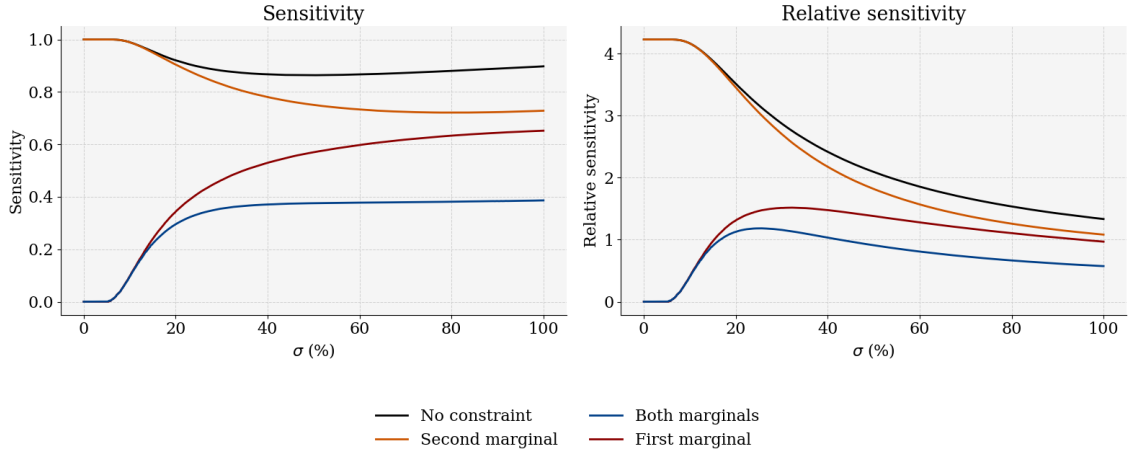 Sensitivity
Relative sensitivity
Sensitivity
1.0
0.8
0.6
0.4
0.2
0.0
0 20 40 60 80 100
σ (%)
Relative sensitivity
4
3
2
1
0
0 20 40 60 80 100
σ (%)
No constraint
Second marginal
Both marginals
First marginal